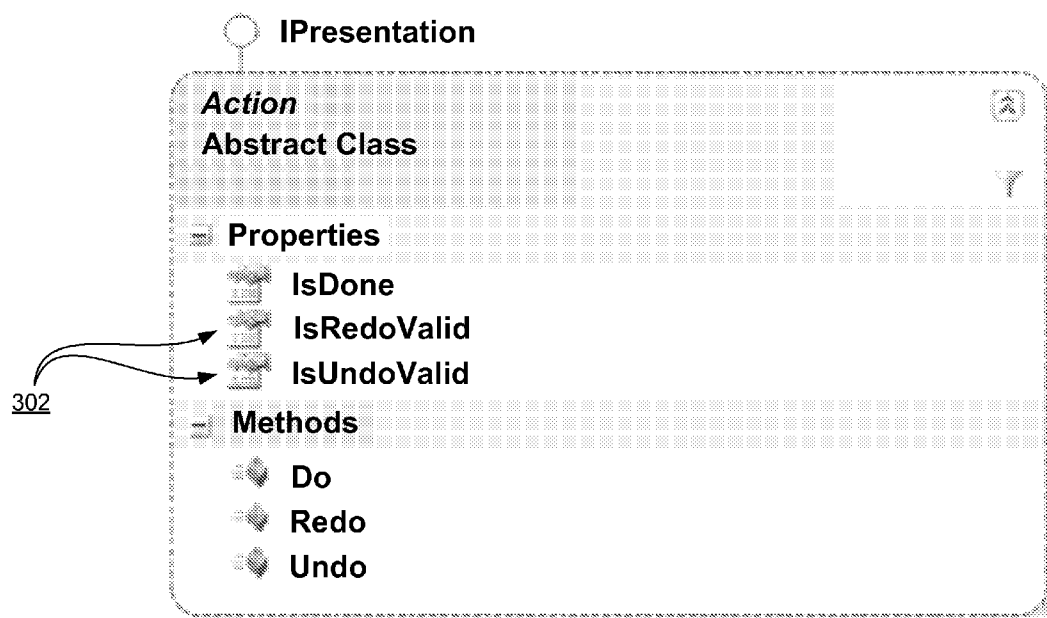 IPresentation
Action
Abstract Class
Properties
IsDone
IsRedoValid
IsUndoValid
302
Methods
Do
Redo
Undo